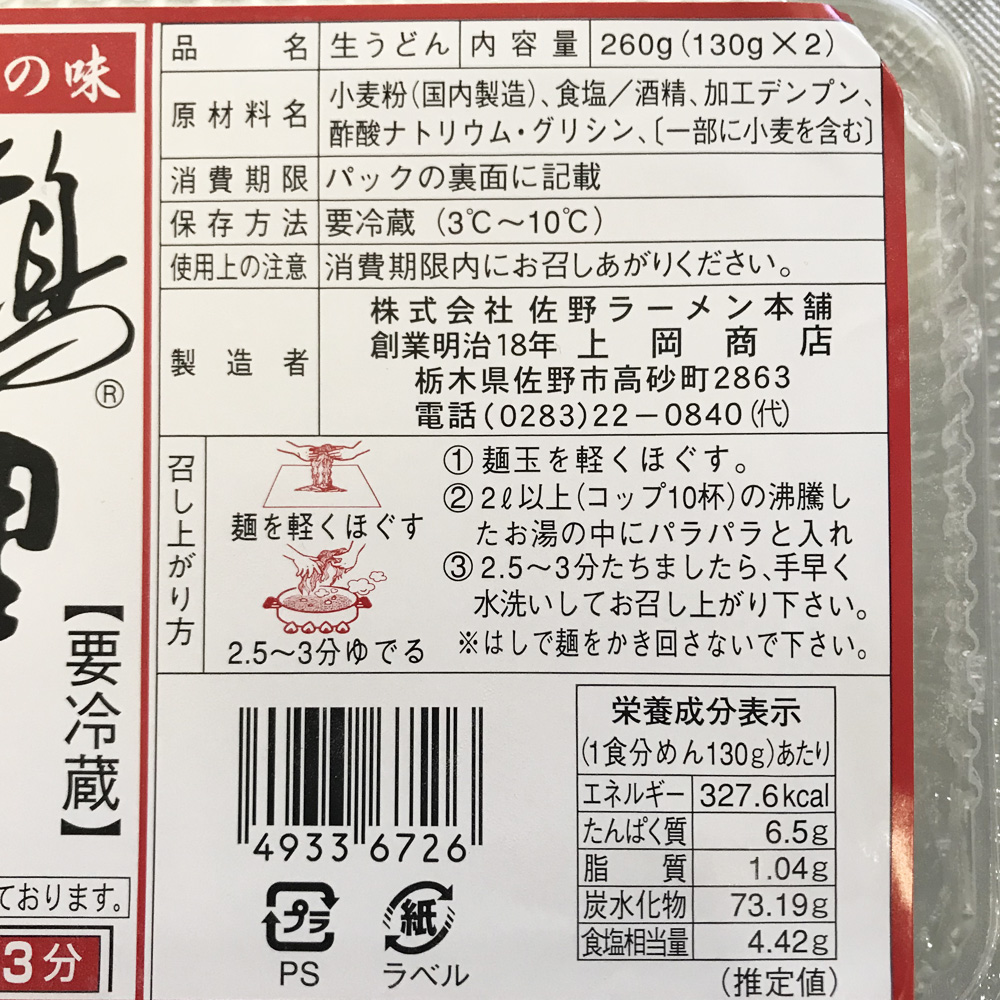 の味
®
【要冷蔵】
ております。
3分
品名 生うどん 内容量 260g(130g×2)
原材料名 小麦粉(国内製造)、食塩／酒精、加工デンプン、
酢酸ナトリウム・グリシン、〔一部に小麦を含む〕
消費期限 パックの裏面に記載
保存方法 要冷蔵(3℃～10℃)
使用上の注意 消費期限内にお召しあがりください。
製造者
株式会社 佐野ラーメン本舗
創業明治18年 上岡商店
栃木県佐野市高砂町2863
電話(0283)22－0840(代)
召し上がり方
麺を軽くほぐす
2.5～3分ゆでる
①麺玉を軽くほぐす。
②2ℓ以上(コップ10杯)の沸騰し
たお湯の中にパラパラと入れ
③2.5～3分たちましたら、手早く
水洗いしてお召し上がり下さい。
※はしで麺をかき回さないで下さい。
4933 6726
プラ
PS
紙
ラベル
栄養成分表示
(1食分めん130g)あたり
エネルギー 327.6kcal
たんぱく質 6.5g
脂質 1.04g
炭水化物 73.19g
食塩相当量 4.42g
(推定値)